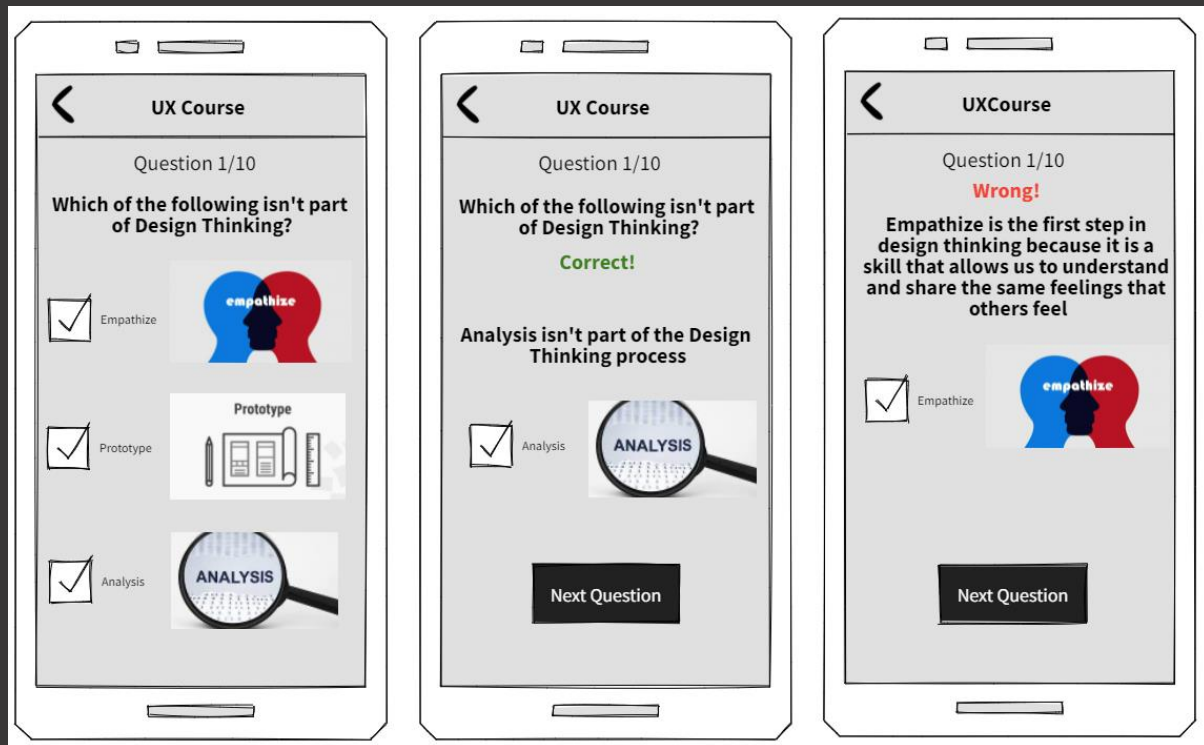 UX Course
Question 1/10
Which of the following isn't part
of Design Thinking?
empathize
Empathize
Prototype
Prototype
ANALYSIS
Analysis
UX Course
Question 1/10
Which of the following isn't part
of Design Thinking?
Correct!
Analysis isn't part of the Design
Thinking process
ANALYSIS
Analysis
Next Question
UXCourse
Question 1/10
Wrong!
Empathize is the first step in
design thinking because it is a
skill that allows us to understand
and share the same feelings that
others feel
empathize
Empathize
Next Question